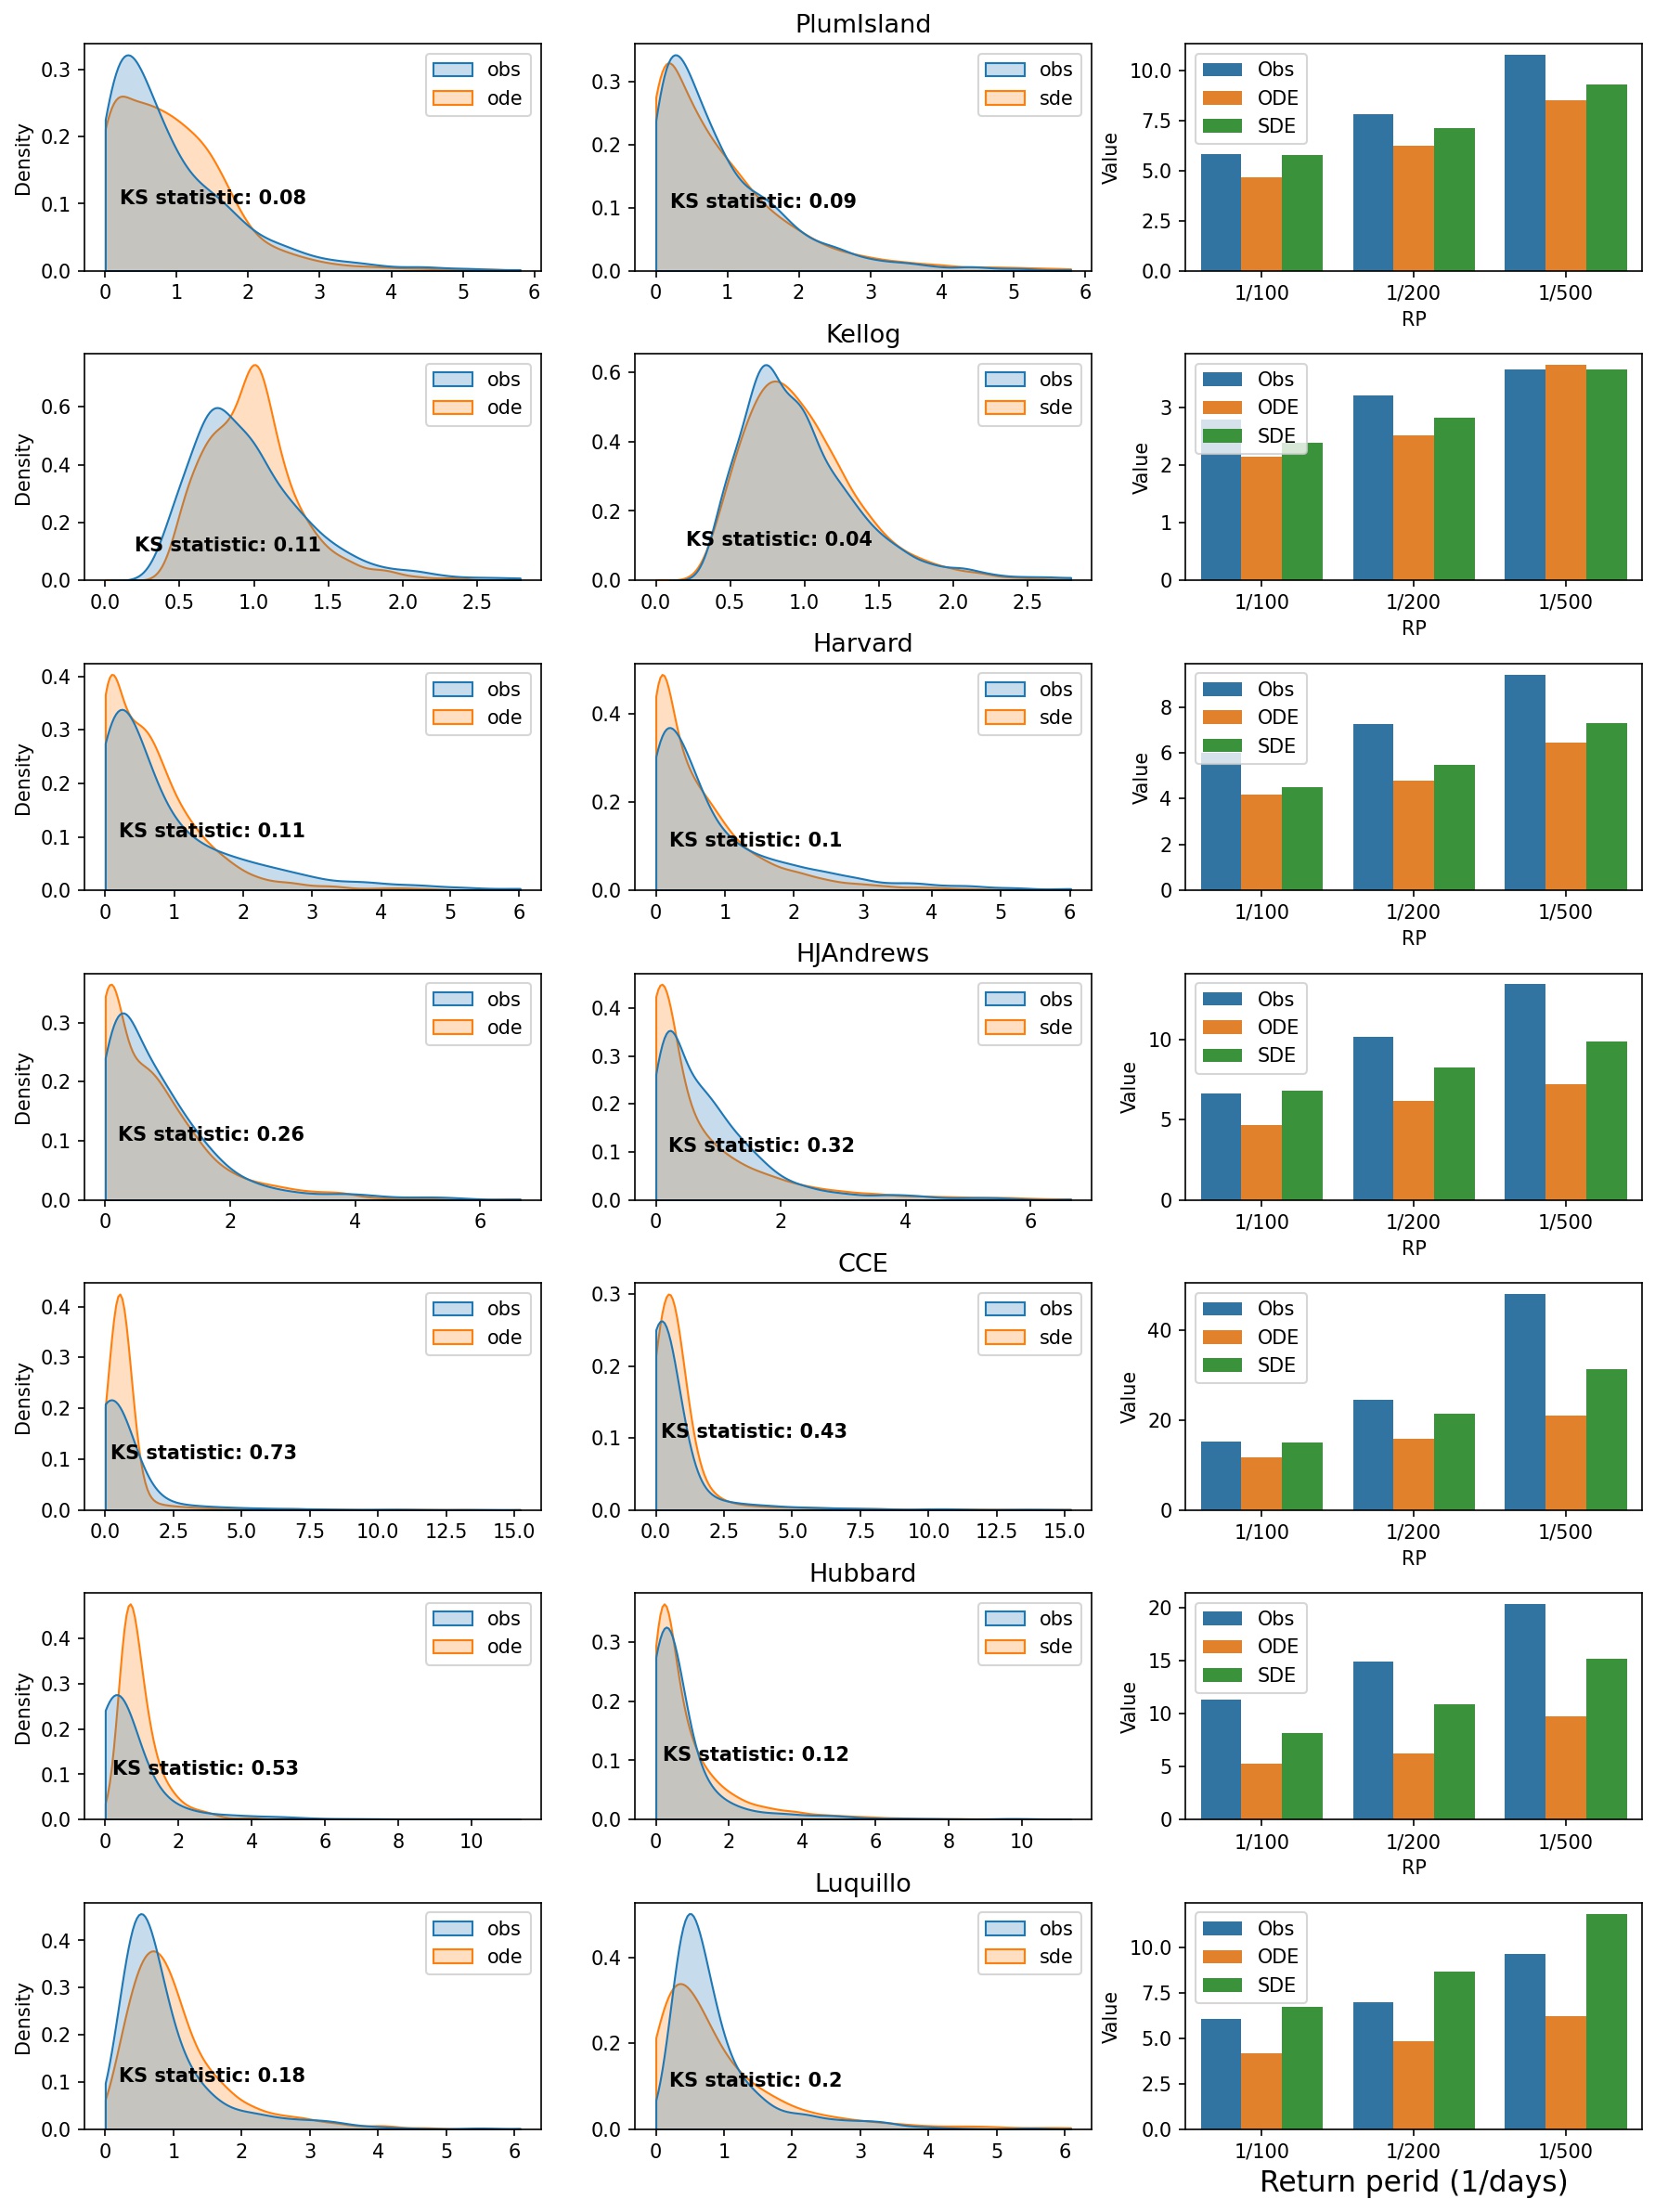 PlumIsland
Density
0.3
0.2
0.1
0.0
0 1 2 3 4 5 6
obs
ode
KS statistic: 0.08
0.3
0.2
0.1
0.0
0 1 2 3 4 5 6
obs
sde
KS statistic: 0.09
Value
10.0
7.5
5.0
2.5
0.0
Obs
ODE
SDE
1/100 1/200 1/500
RP
Kellog
Density
0.6
0.4
0.2
0.0
0.0 0.5 1.0 1.5 2.0 2.5
obs
ode
KS statistic: 0.11
0.6
0.4
0.2
0.0
0.0 0.5 1.0 1.5 2.0 2.5
obs
sde
KS statistic: 0.04
Value
3
2
1
0
Obs
ODE
SDE
1/100 1/200 1/500
RP
Harvard
Density
0.4
0.3
0.2
0.1
0.0
0 1 2 3 4 5 6
obs
ode
KS statistic: 0.11
0.4
0.2
0.0
0 1 2 3 4 5 6
obs
sde
KS statistic: 0.1
Value
8
6
4
2
0
Obs
ODE
SDE
1/100 1/200 1/500
RP
HJAndrews
Density
0.3
0.2
0.1
0.0
0 2 4 6
obs
ode
KS statistic: 0.26
0.4
0.3
0.2
0.1
0.0
0 2 4 6
obs
sde
KS statistic: 0.32
Value
10
5
0
Obs
ODE
SDE
1/100 1/200 1/500
RP
CCE
Density
0.4
0.3
0.2
0.1
0.0
0.0 2.5 5.0 7.5 10.0 12.5 15.0
obs
ode
KS statistic: 0.73
0.3
0.2
0.1
0.0
0.0 2.5 5.0 7.5 10.0 12.5 15.0
obs
sde
KS statistic: 0.43
Value
40
20
0
Obs
ODE
SDE
1/100 1/200 1/500
RP
Hubbard
Density
0.4
0.3
0.2
0.1
0.0
0 2 4 6 8 10
obs
ode
KS statistic: 0.53
0.3
0.2
0.1
0.0
0 2 4 6 8 10
obs
sde
KS statistic: 0.12
Value
20
15
10
5
0
Obs
ODE
SDE
1/100 1/200 1/500
RP
Luquillo
Density
0.4
0.3
0.2
0.1
0.0
0 1 2 3 4 5 6
obs
ode
KS statistic: 0.18
0.4
0.2
0.0
0 1 2 3 4 5 6
obs
sde
KS statistic: 0.2
Value
10.0
7.5
5.0
2.5
0.0
Obs
ODE
SDE
1/100 1/200 1/500
Return perid (1/days)